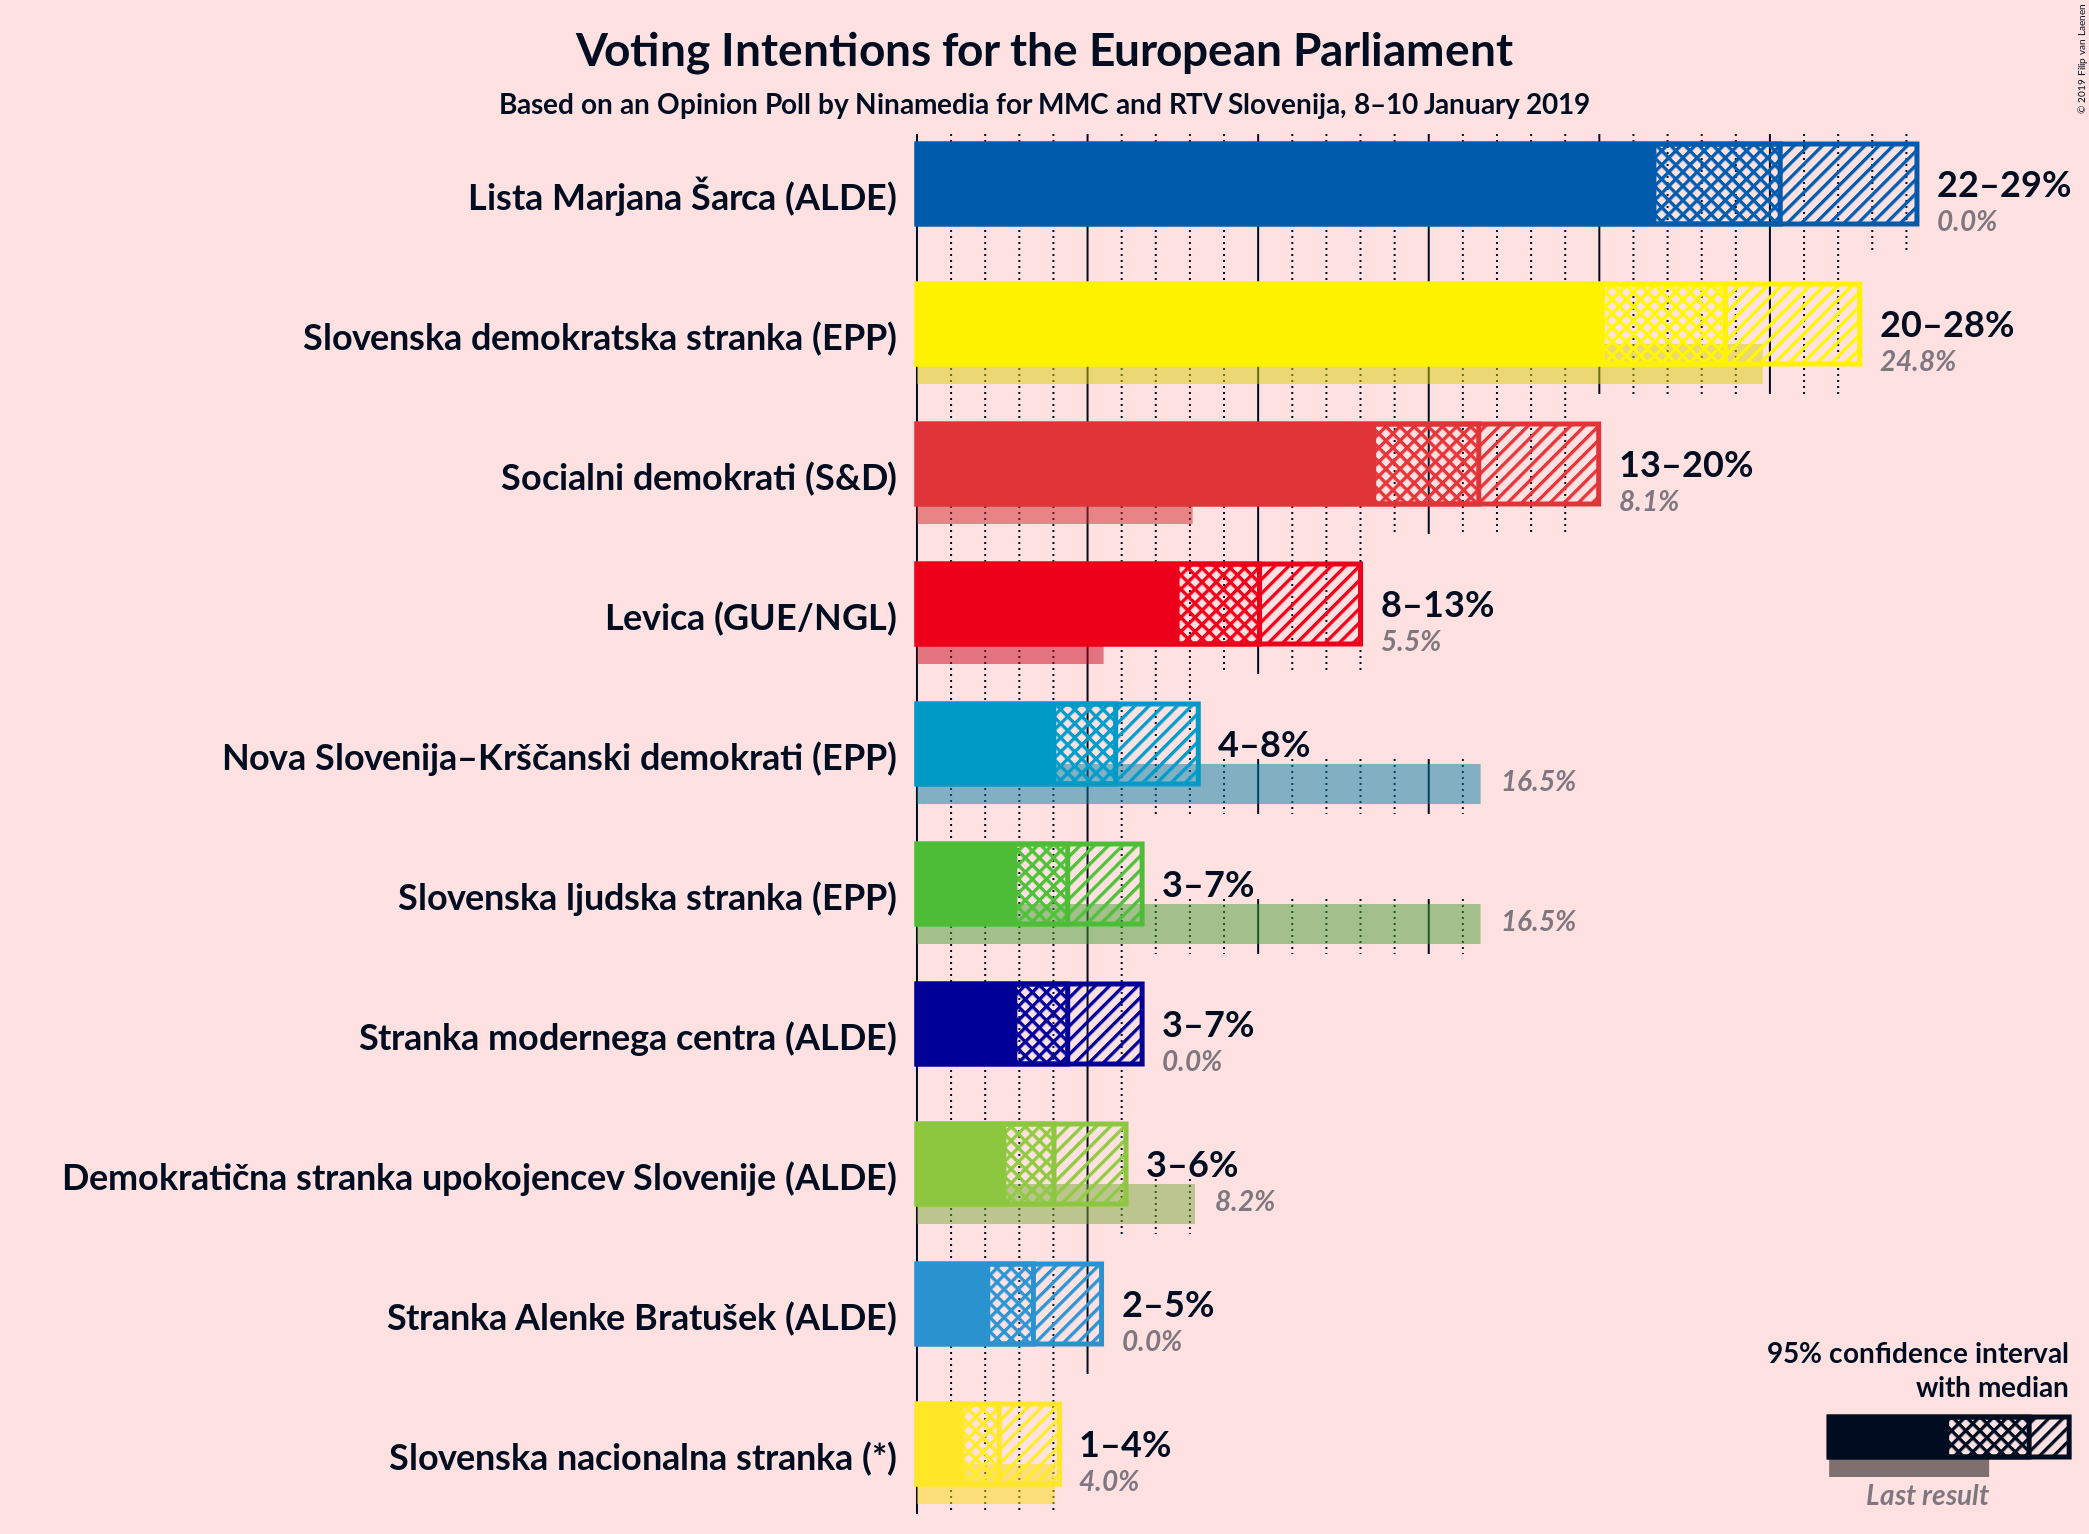 Voting Intentions for the European Parliament
Based on an Opinion Poll by Ninamedia for MMC and RTV Slovenija, 8–10 January 2019
© 2019 Filip van Laenen
Lista Marjana Šarca (ALDE)
22–29%
0.0%
Slovenska demokratska stranka (EPP)
20–28%
24.8%
Socialni demokrati (S&D)
13–20%
8.1%
Levica (GUE/NGL)
8–13%
5.5%
Nova Slovenija–Krščanski demokrati (EPP)
4–8%
16.5%
Slovenska ljudska stranka (EPP)
3–7%
16.5%
Stranka modernega centra (ALDE)
3–7%
0.0%
Demokratična stranka upokojencev Slovenije (ALDE)
3–6%
8.2%
Stranka Alenke Bratušek (ALDE)
2–5%
0.0%
Slovenska nacionalna stranka (*)
1–4%
4.0%
95% confidence interval
with median
Last result